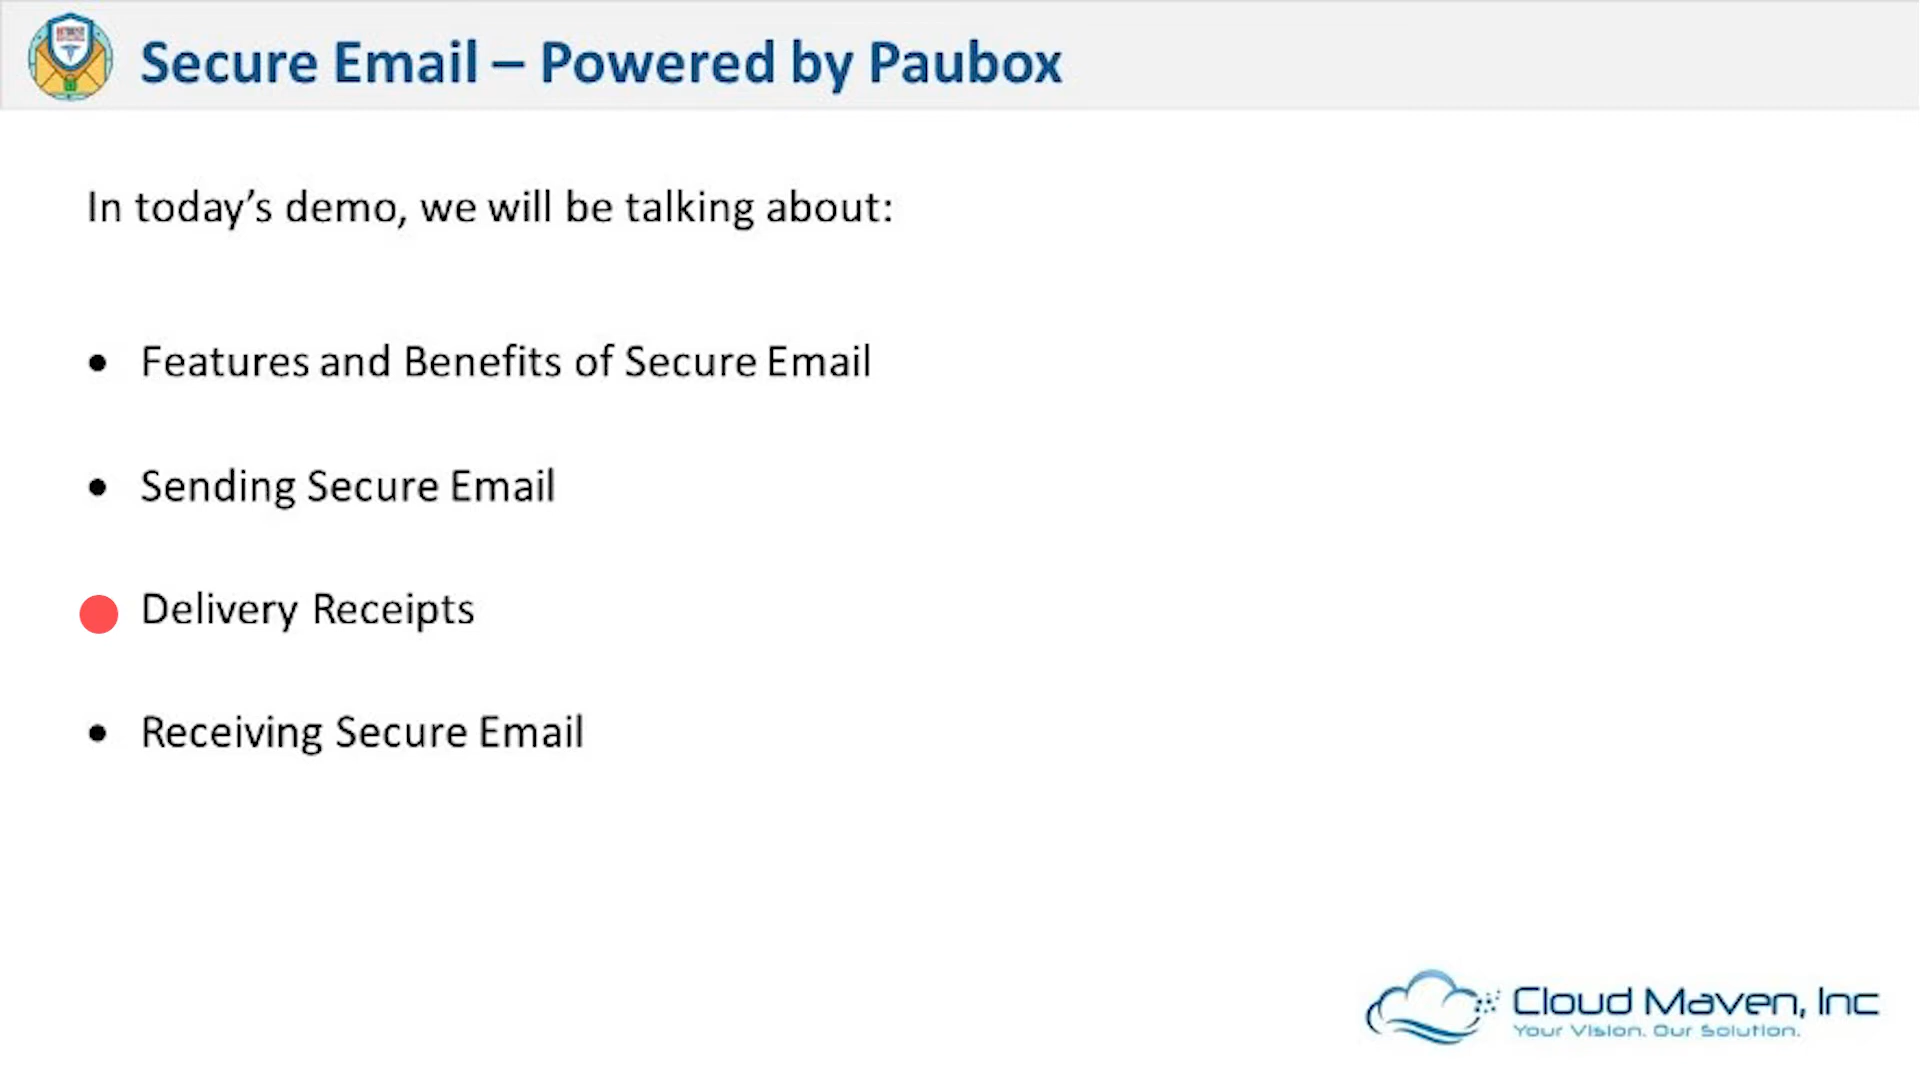 Secure Email – Powered by Paubox
In today’s demo, we will be talking about:
• Features and Benefits of Secure Email
• Sending Secure Email
Delivery Receipts
• Receiving Secure Email
Cloud Maven, Inc
Your Vision. Our Solution.